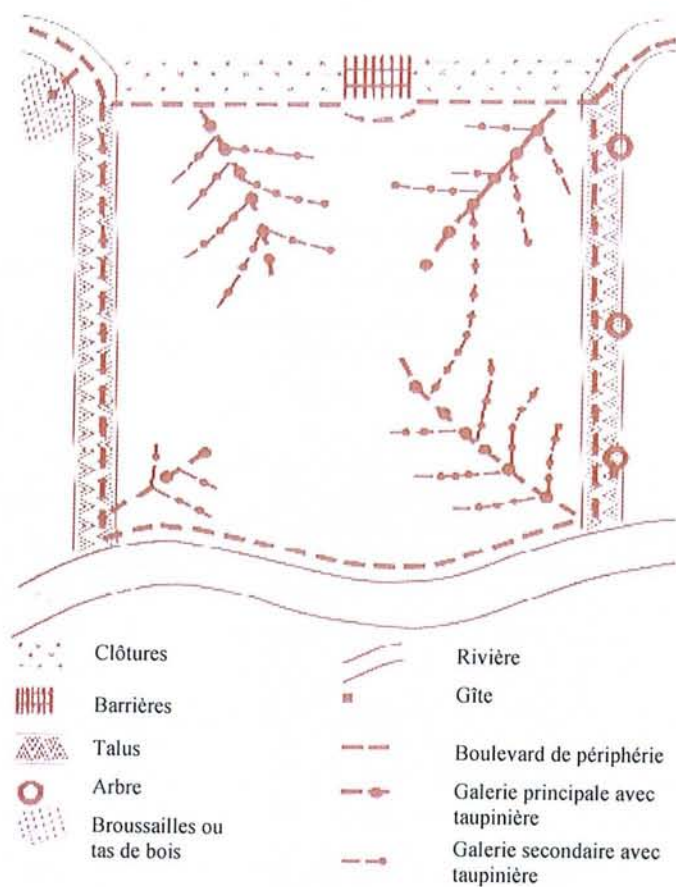 Clôtures
Barrières
Talus
Arbre
Broussailles ou
tas de bois
Rivière
Gîte
Boulevard de périphérie
Galerie principale avec
taupinière
Galerie secondaire avec
taupinière